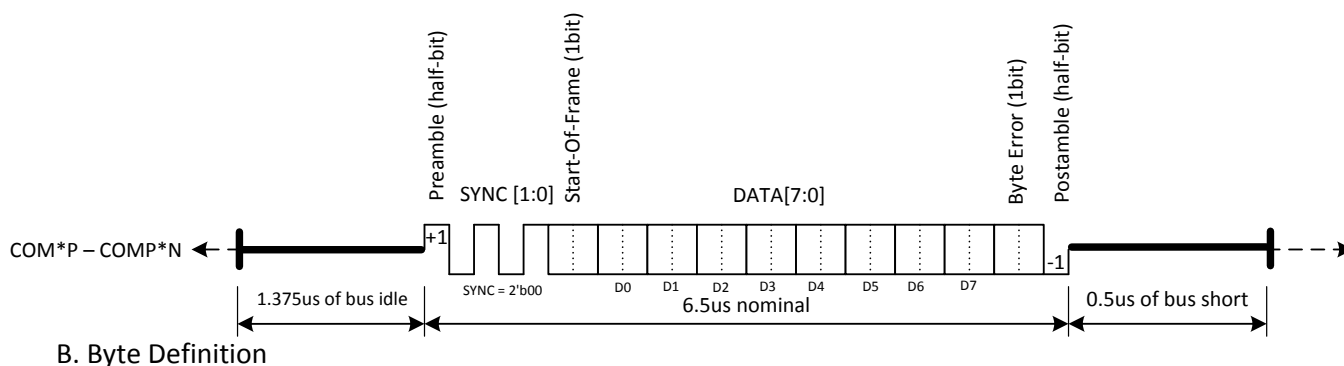 Preamble (half-bit)
SYNC [1:0]
Start-Of-Frame (1bit)
DATA[7:0]
Byte Error (1bit)
Postamble (half-bit)
COM*P – COMP*N
+1
-1
SYNC = 2'b00
D0
D1
D2
D3
D4
D5
D6
D7
1.375us of bus idle
6.5us nominal
0.5us of bus short
B. Byte Definition